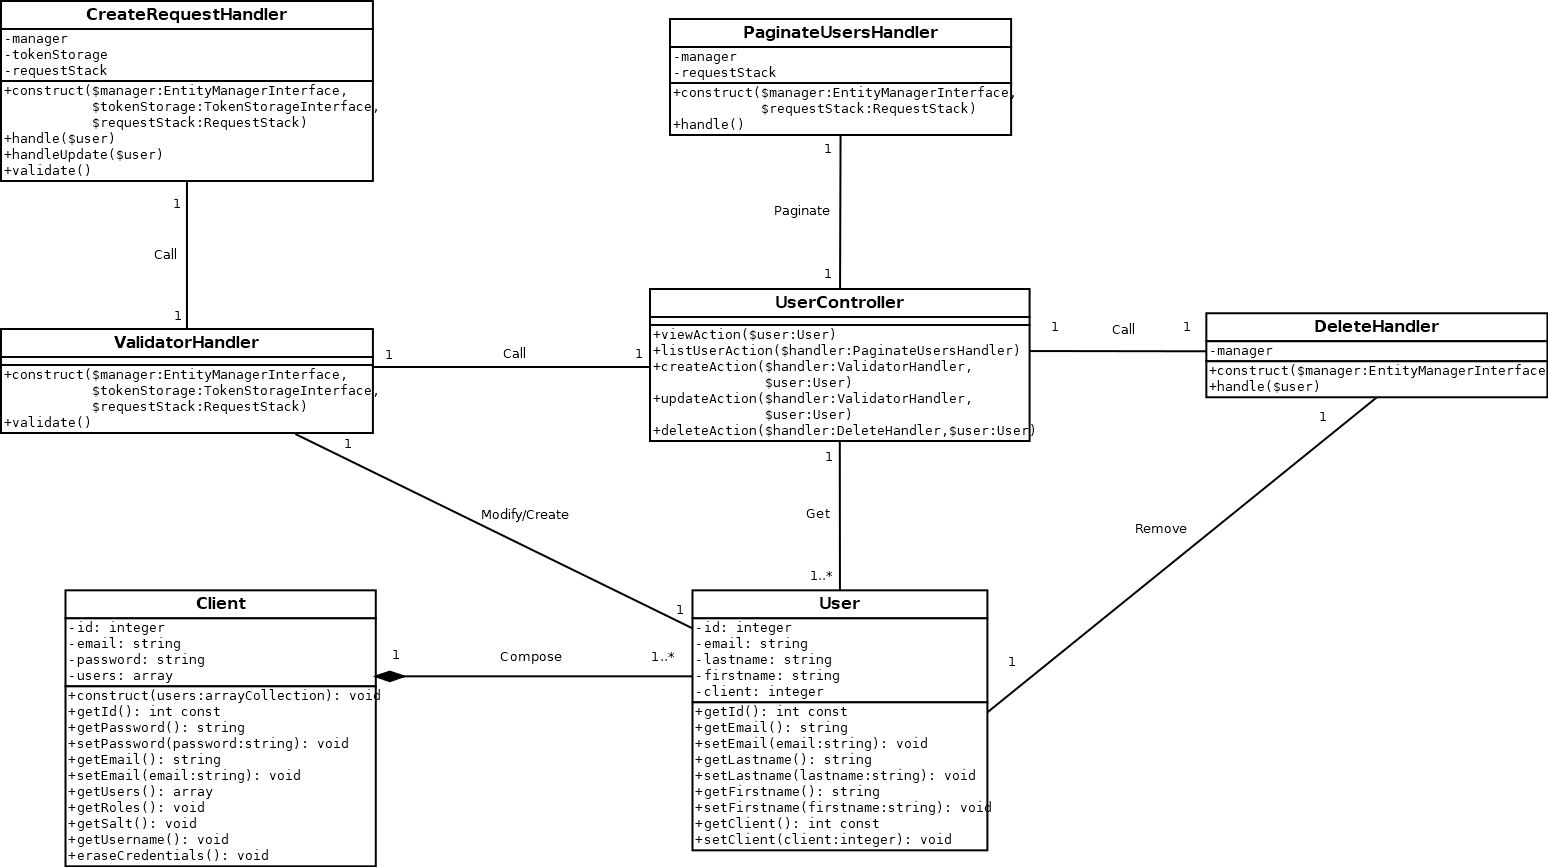 CreateRequestHandler
-manager
-tokenStorage
-requestStack
+construct($manager:EntityManagerInterface,
$tokenStorage:TokenStorageInterface,
$requestStack:RequestStack)
+handle($user)
+handleUpdate($user)
+validate()
PaginateUsersHandler
-manager
-requestStack
+construct($manager:EntityManagerInterface,
$requestStack:RequestStack)
+handle()
1
Call
1
1
Paginate
1
ValidatorHandler
+construct($manager:EntityManagerInterface,
$tokenStorage:TokenStorageInterface,
$requestStack:RequestStack)
+validate()
1
Call
1
UserController
+viewAction($user:User)
+listUserAction($handler:PaginateUsersHandler)
+createAction($handler:ValidatorHandler,
$user:User)
+updateAction($handler:ValidatorHandler,
$user:User)
+deleteAction($handler:DeleteHandler,$user:User)
1
Call
1
DeleteHandler
-manager
+construct($manager:EntityManagerInterface
+handle($user)
1
Modify/Create
1
1
Get
1..*
1
Remove
1
Client
-id: integer
-email: string
-password: string
-users: array
+construct(users:arrayCollection): void
+getId(): int const
+getPassword(): string
+setPassword(password:string): void
+getEmail(): string
+setEmail(email:string): void
+getUsers(): array
+getRoles(): void
+getSalt(): void
+getUsername(): void
+eraseCredentials(): void
1
Compose
1..*
User
-id: integer
-email: string
-lastname: string
-firstname: string
-client: integer
+getId(): int const
+getEmail(): string
+setEmail(email:string): void
+getLastname(): string
+setLastname(lastname:string): void
+getFirstname(): string
+setFirstname(firstname:string): void
+getClient(): int const
+setClient(client:integer): void